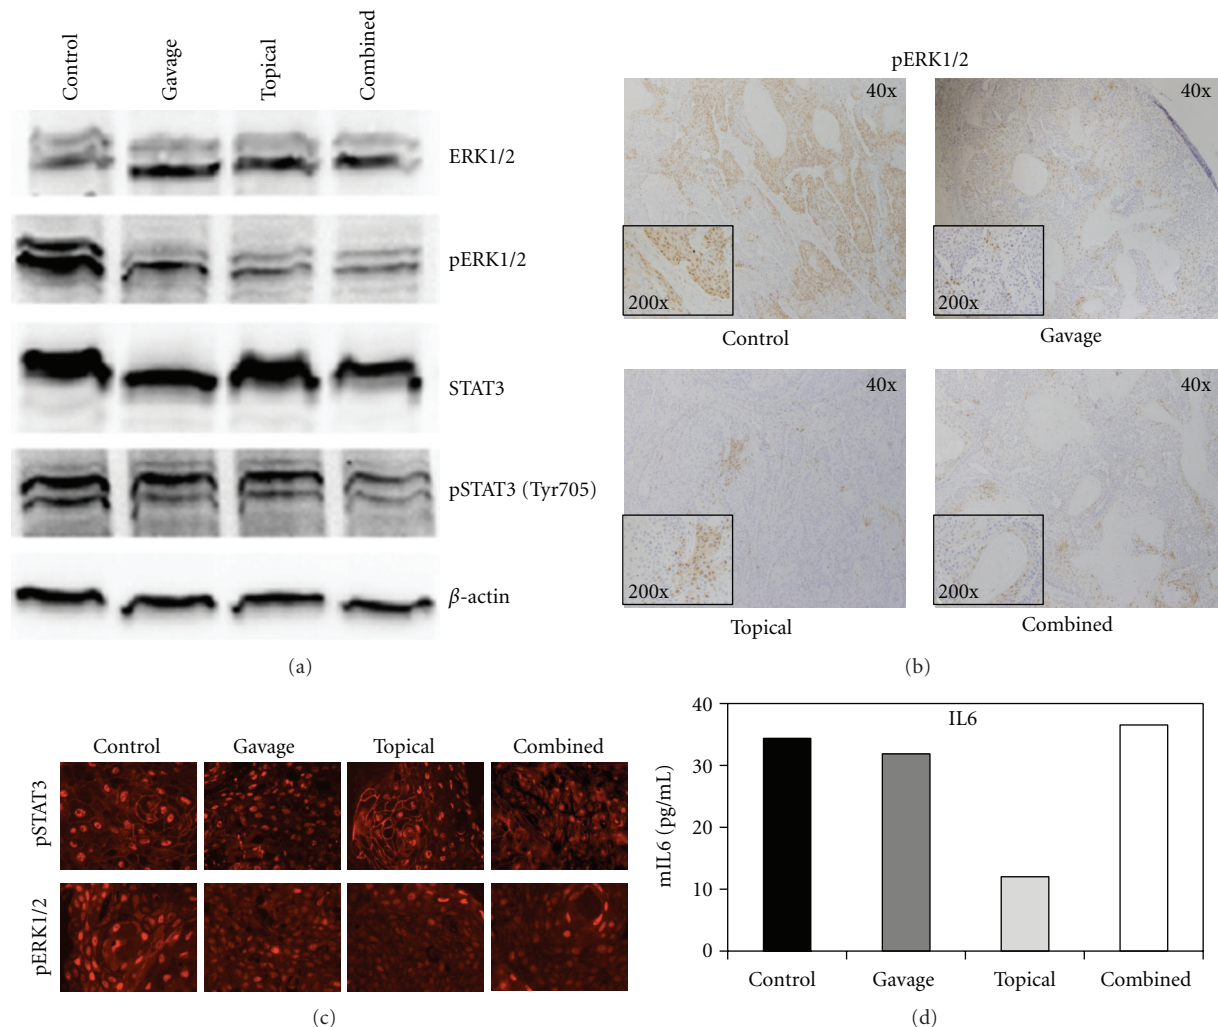 Control Gavage Topical Combined
ERK1/2
pERK1/2
STAT3
pSTAT3 (Tyr705)
β-actin
(a)
pERK1/2
40x
200x
Control
40x
200x
Gavage
40x
200x
Topical
40x
200x
Combined
(b)
Control Gavage Topical Combined
pSTAT3
pERK1/2
(c)
IL6
mIL6 (pg/mL)
40
30
20
10
0
Control Gavage Topical Combined
(d)